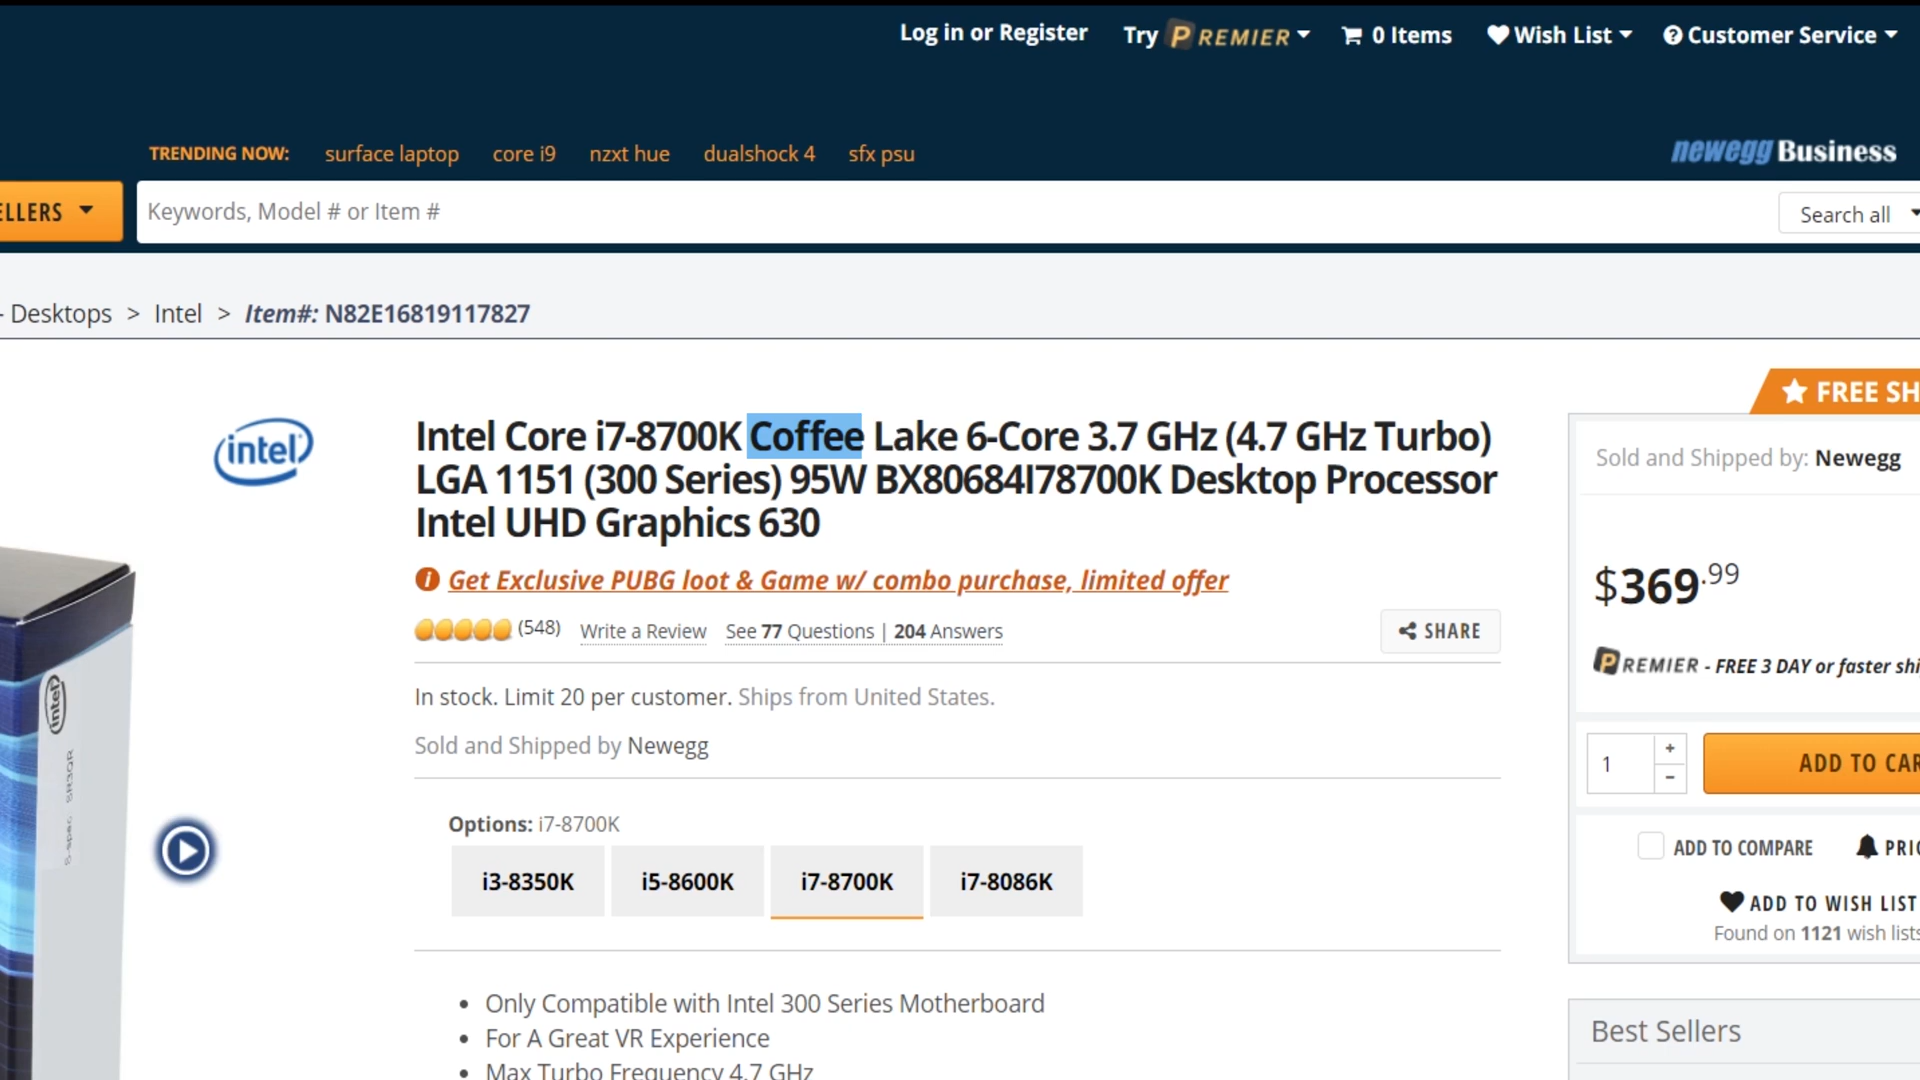 Log in or Register
Try PREMIER
0 Items
Wish List
Customer Service
TRENDING NOW:
surface laptop
core i9
nzxt hue
dualshock 4
sfx psu
newegg Business
ELLERS
Keywords, Model # or Item #
Search all
- Desktops > Intel > Item#: N82E16819117827
intel
FREE SH
Intel Core i7-8700K Coffee Lake 6-Core 3.7 GHz (4.7 GHz Turbo)
LGA 1151 (300 Series) 95W BX80684I78700K Desktop Processor
Intel UHD Graphics 630
Sold and Shipped by: Newegg
Get Exclusive PUBG loot & Game w/ combo purchase, limited offer
$369.99
(548)
Write a Review
See 77 Questions | 204 Answers
SHARE
PREMIER - FREE 3 DAY or faster shi
In stock. Limit 20 per customer. Ships from United States.
Sold and Shipped by Newegg
intel
S-spec SR3QR
1
+
-
ADD TO CAR
Options: i7-8700K
i3-8350K
i5-8600K
i7-8700K
i7-8086K
ADD TO COMPARE
PRIC
ADD TO WISH LIST
Found on 1121 wish lists
• Only Compatible with Intel 300 Series Motherboard
• For A Great VR Experience
• Max Turbo Frequency 4.7 GHz
Best Sellers